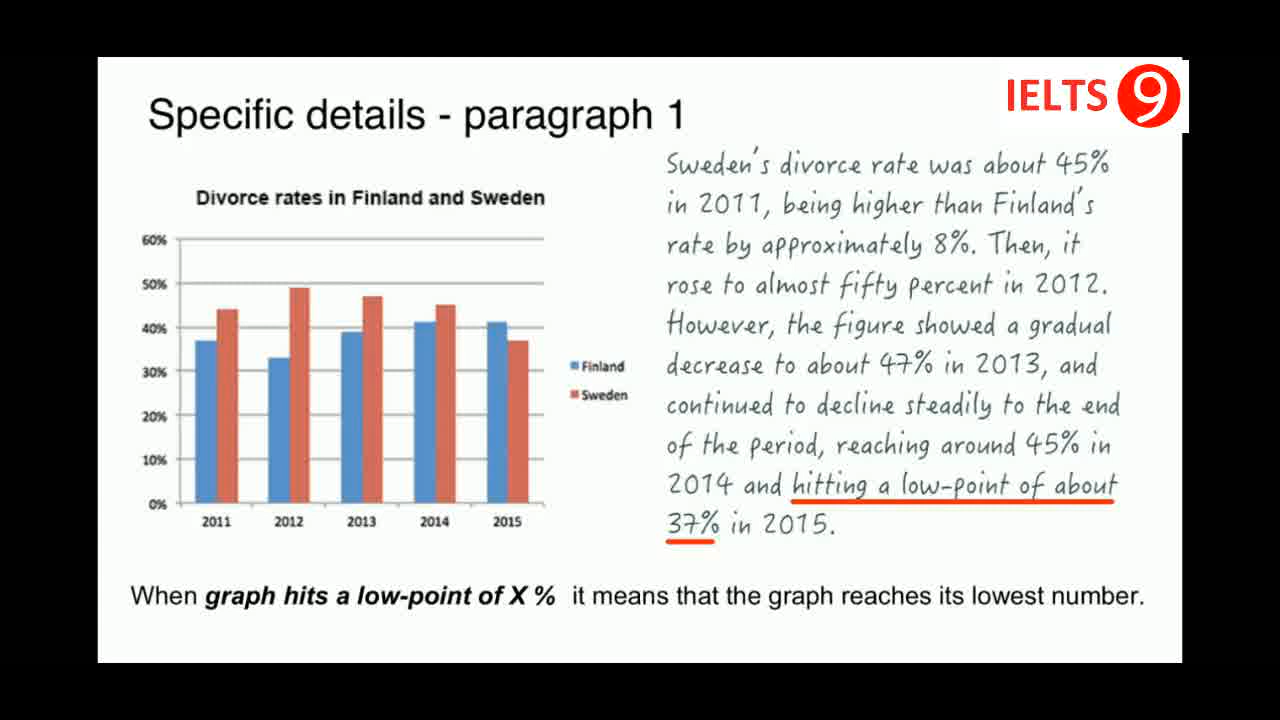 IELTS 9
Specific details - paragraph 1
Divorce rates in Finland and Sweden
60%
50%
40%
30%
20%
10%
0%
2011 2012 2013 2014 2015
Finland
Sweden
Sweden's divorce rate was about 45%
in 2011, being higher than Finland's
rate by approximately 8%. Then, it
rose to almost fifty percent in 2012.
However, the figure showed a gradual
decrease to about 47% in 2013, and
continued to decline steadily to the end
of the period, reaching around 45% in
2014 and hitting a low-point of about
37% in 2015.
When graph hits a low-point of X % it means that the graph reaches its lowest number.